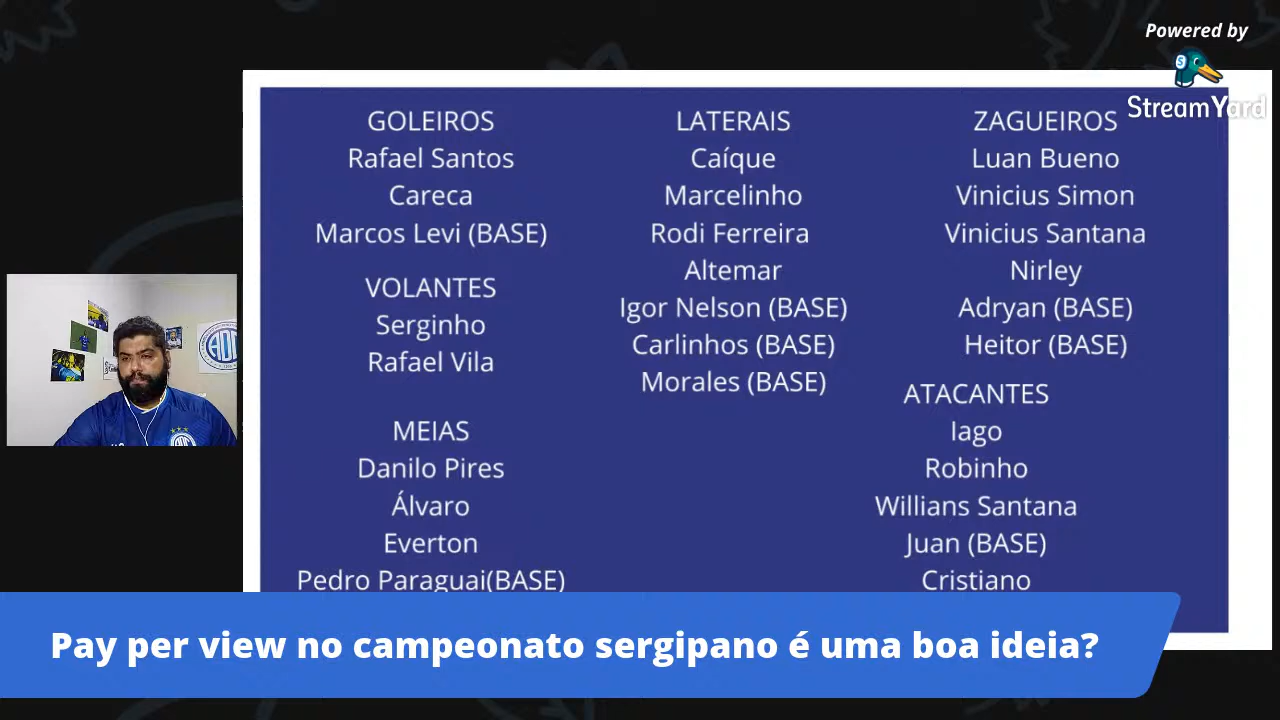 Powered by
StreamYard
GOLEIROS
Rafael Santos
Careca
Marcos Levi (BASE)
VOLANTES
Serginho
Rafael Vila
MEIAS
Danilo Pires
Álvaro
Everton
Pedro Paraguai(BASE)
LATERAIS
Caíque
Marcelinho
Rodi Ferreira
Altemar
Igor Nelson (BASE)
Carlinhos (BASE)
Morales (BASE)
ZAGUEIROS
Luan Bueno
Vinicius Simon
Vinicius Santana
Nirley
Adryan (BASE)
Heitor (BASE)
ATACANTES
Iago
Robinho
Willians Santana
Juan (BASE)
Cristiano
Pay per view no campeonato sergipano é uma boa ideia?